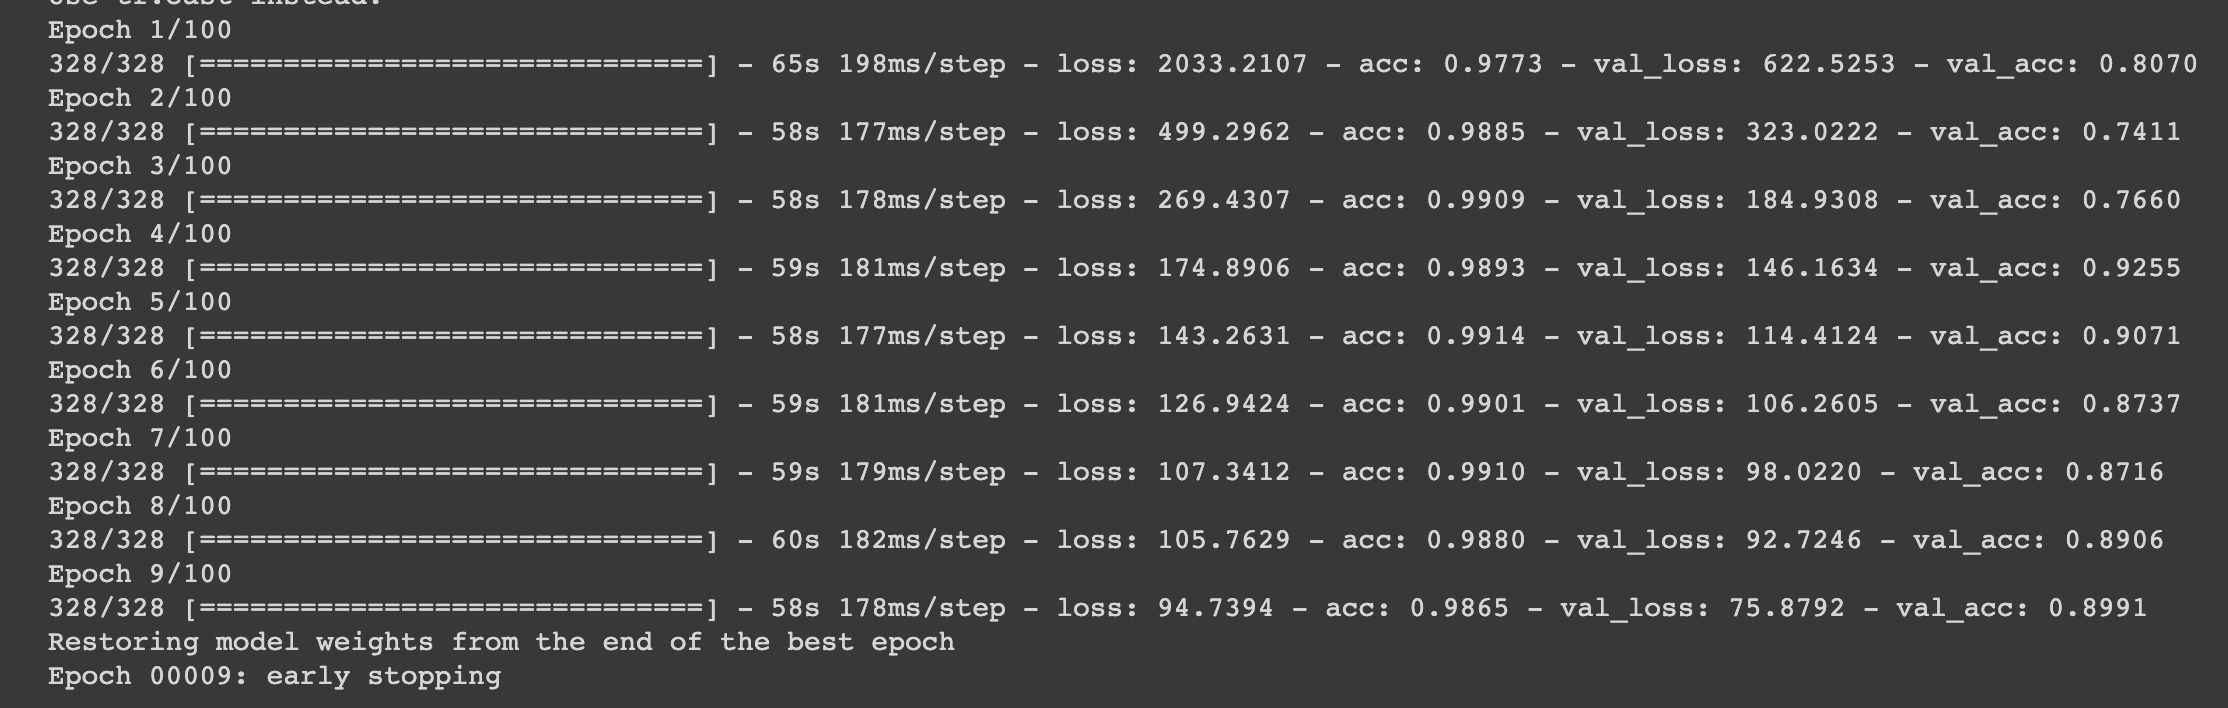 use tf.cast instead.
Epoch 1/100
328/328 [==============================] - 65s 198ms/step - loss: 2033.2107 - acc: 0.9773 - val_loss: 622.5253 - val_acc: 0.8070
Epoch 2/100
328/328 [==============================] - 58s 177ms/step - loss: 499.2962 - acc: 0.9885 - val_loss: 323.0222 - val_acc: 0.7411
Epoch 3/100
328/328 [==============================] - 58s 178ms/step - loss: 269.4307 - acc: 0.9909 - val_loss: 184.9308 - val_acc: 0.7660
Epoch 4/100
328/328 [==============================] - 59s 181ms/step - loss: 174.8906 - acc: 0.9893 - val_loss: 146.1634 - val_acc: 0.9255
Epoch 5/100
328/328 [==============================] - 58s 177ms/step - loss: 143.2631 - acc: 0.9914 - val_loss: 114.4124 - val_acc: 0.9071
Epoch 6/100
328/328 [==============================] - 59s 181ms/step - loss: 126.9424 - acc: 0.9901 - val_loss: 106.2605 - val_acc: 0.8737
Epoch 7/100
328/328 [==============================] - 59s 179ms/step - loss: 107.3412 - acc: 0.9910 - val_loss: 98.0220 - val_acc: 0.8716
Epoch 8/100
328/328 [==============================] - 60s 182ms/step - loss: 105.7629 - acc: 0.9880 - val_loss: 92.7246 - val_acc: 0.8906
Epoch 9/100
328/328 [==============================] - 58s 178ms/step - loss: 94.7394 - acc: 0.9865 - val_loss: 75.8792 - val_acc: 0.8991
Restoring model weights from the end of the best epoch
Epoch 00009: early stopping